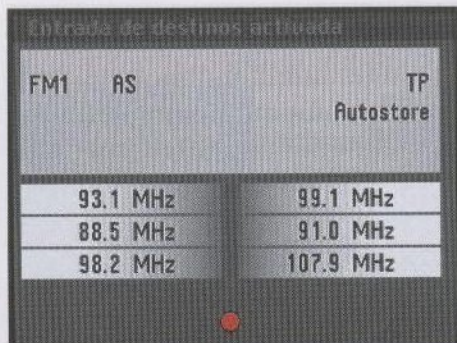 Entrada de destinos activada
FM1 AS TP
Autostore
93.1 MHz 99.1 MHz
88.5 MHz 91.0 MHz
98.2 MHz 107.9 MHz